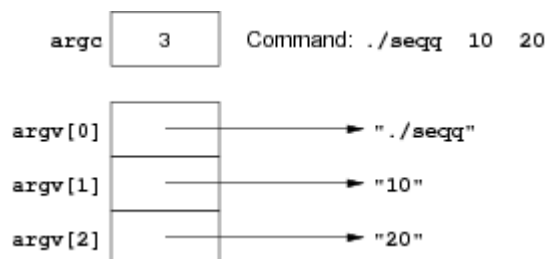 argc 3 Command: ./seqq 10 20
argv[0] "./seqq"
argv[1] "10"
argv[2] "20"